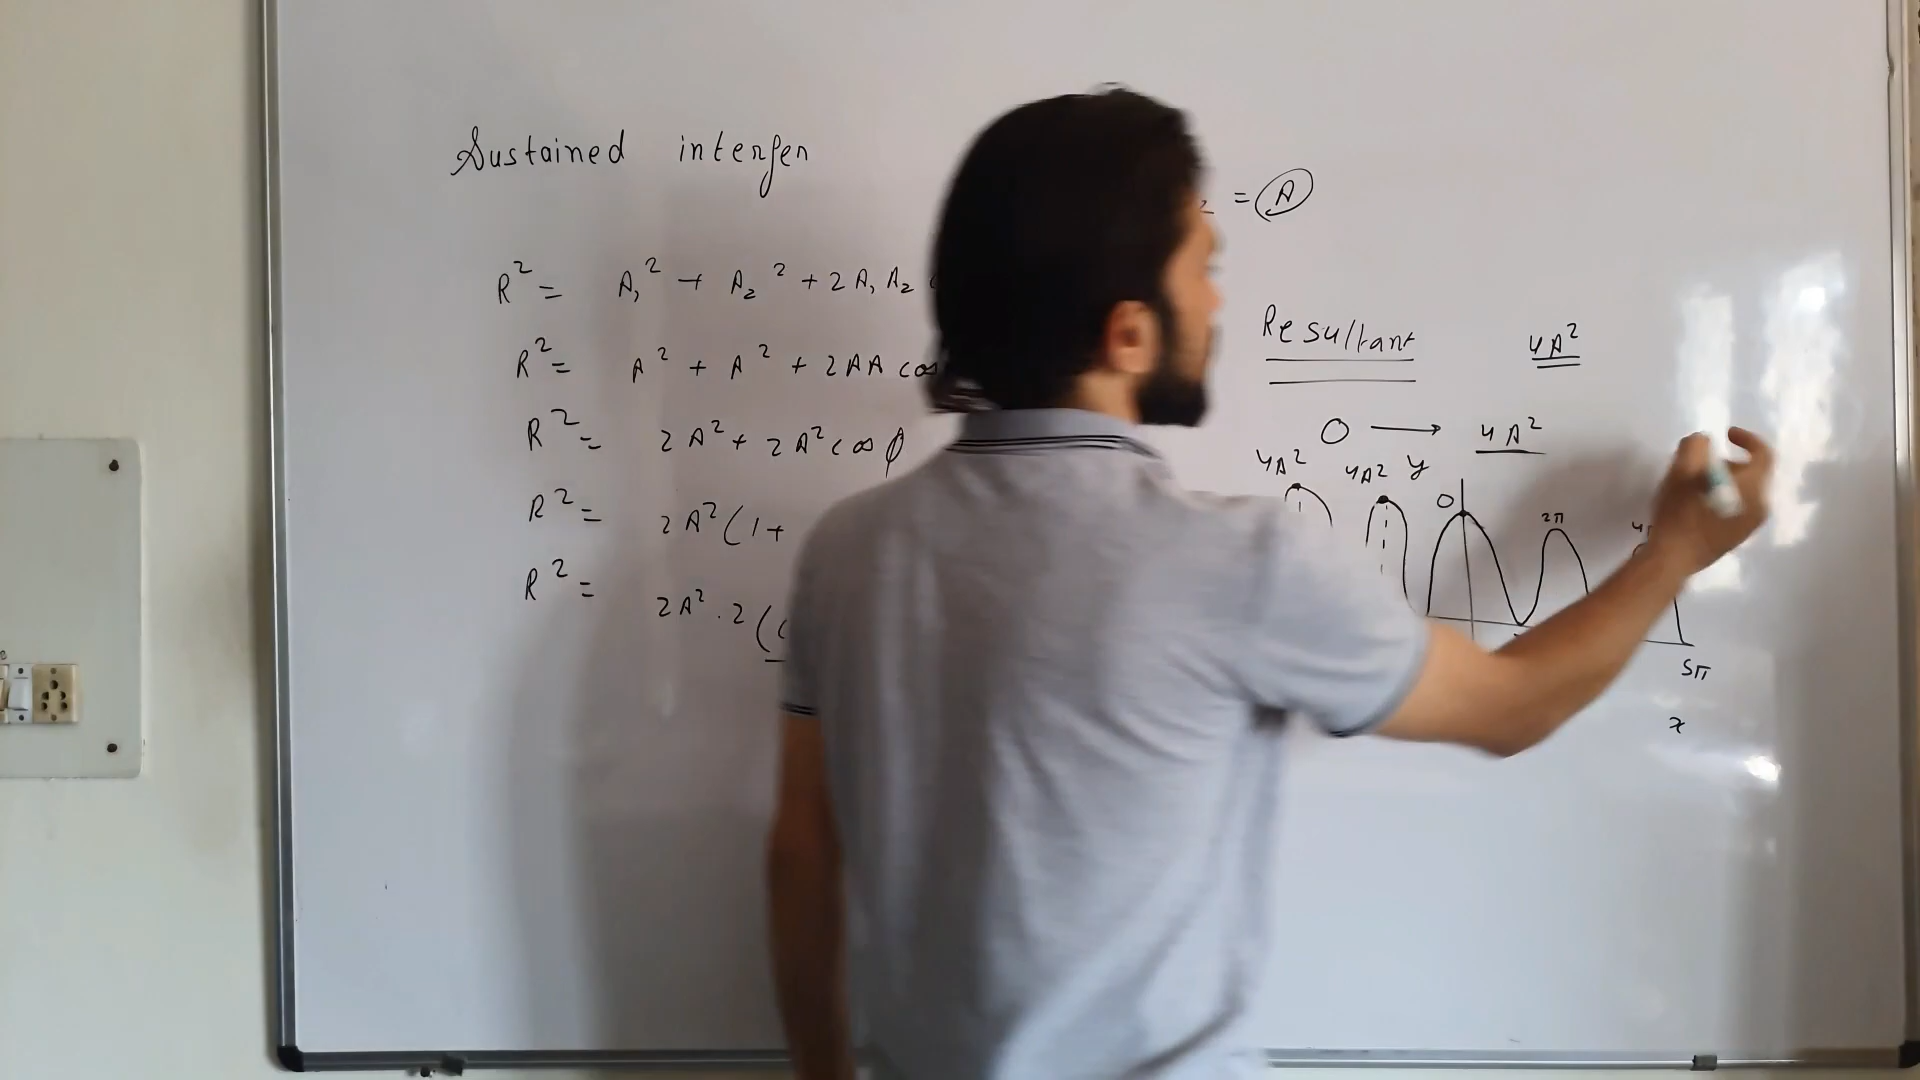 Sustained interfer
= A
R² = A₁² + A₂² + 2A₁A₂
R² = A² + A² + 2AA cos
R² = 2A² + 2A² cos φ
R² = 2A²(1+
R² = 2A².2(
Resultant 4A²
0 → 4A²
4A² 4A² y
0 2π
5π
x